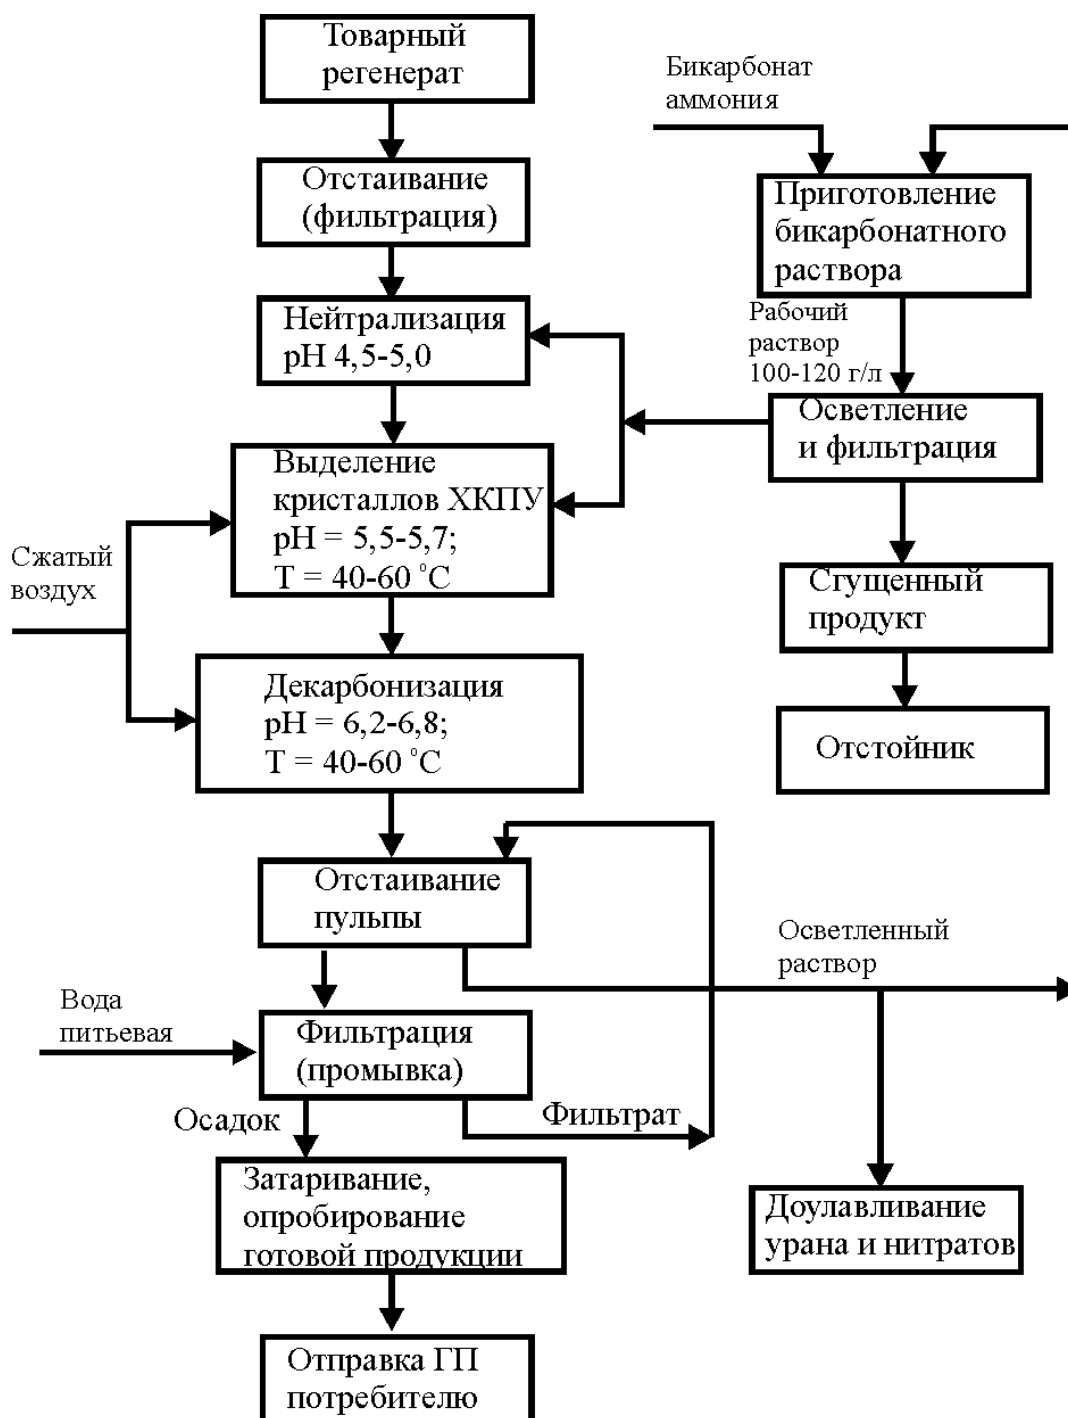 Товарный
регенерат
Бикарбонат
аммония
Отстаивание
(фильтрация)
Приготовление
бикарбонатного
раствора
Нейтрализация
pH 4,5-5,0
Рабочий
раствор
100-120 г/л
Осветление
и фильтрация
Выделение
кристаллов ХКПУ
pH = 5,5-5,7;
T = 40-60 °C
Сжатый
воздух
Сгущенный
продукт
Декарбонизация
pH = 6,2-6,8;
T = 40-60 °C
Отстойник
Отстаивание
пульпы
Осветленный
раствор
Вода
питьевая
Фильтрация
(промывка)
Осадок
Фильтрат
Затаривание,
опробирование
готовой продукции
Доулавливание
урана и нитратов
Отправка ГП
потребителю